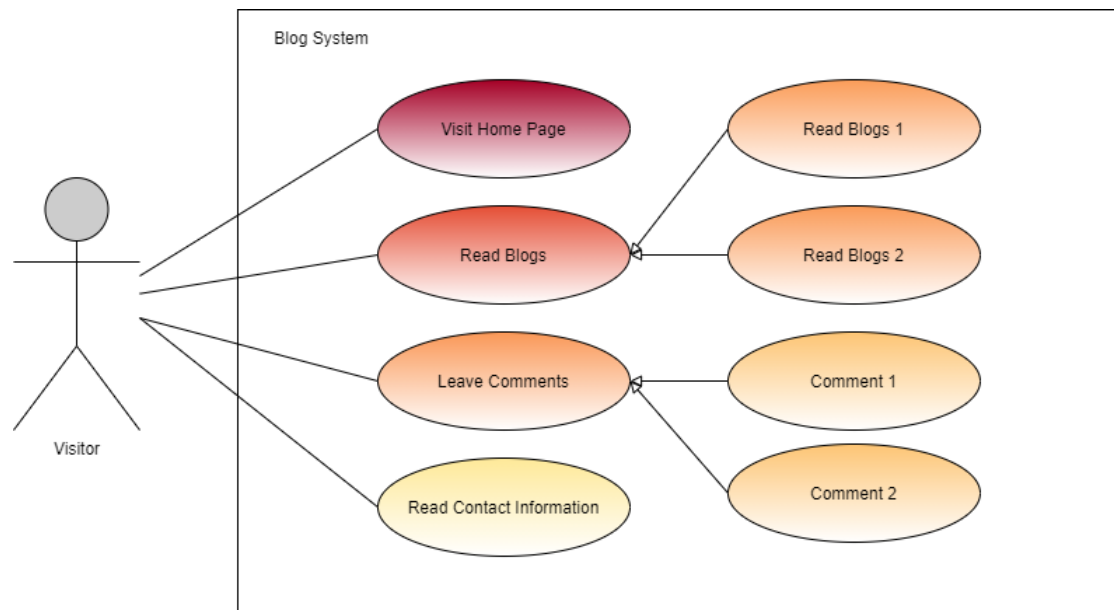 Blog System
Visit Home Page
Read Blogs 1
Read Blogs
Read Blogs 2
Leave Comments
Comment 1
Visitor
Read Contact Information
Comment 2